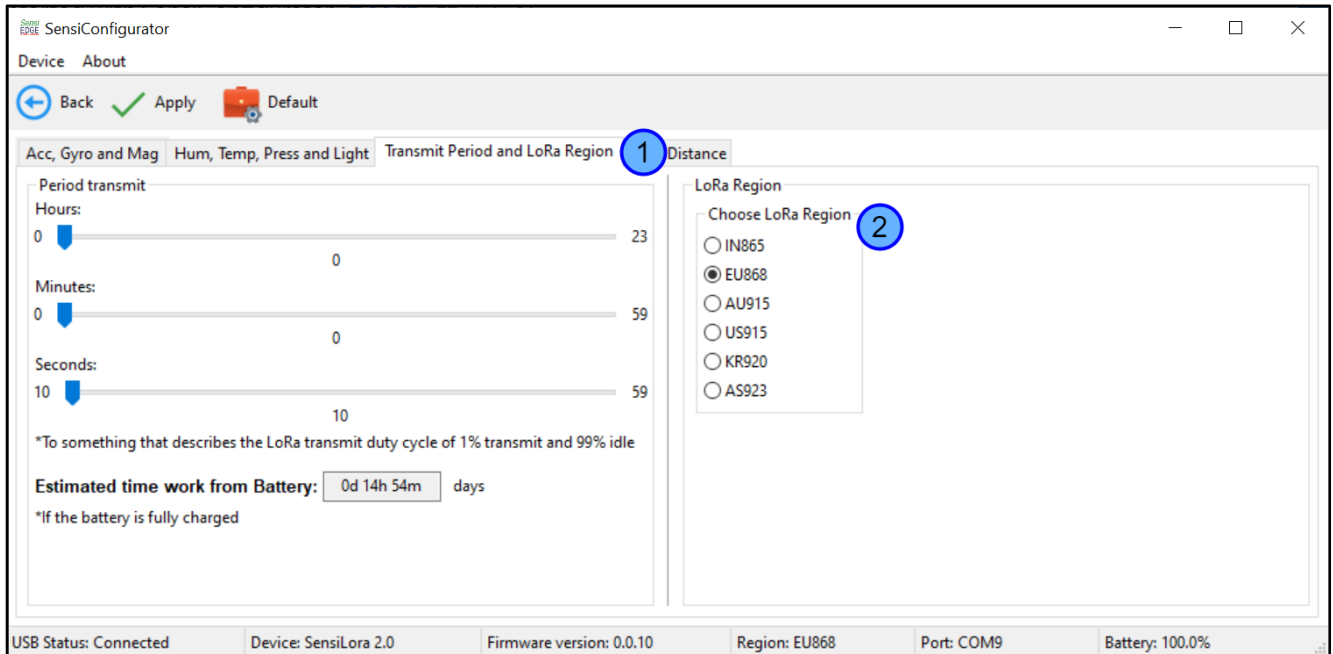 Sensi
EDGE SensiConfigurator
Device About
Back Apply Default
Acc, Gyro and Mag Hum, Temp, Press and Light Transmit Period and LoRa Region 1 Distance
Period transmit
Hours:
0 23
0
Minutes:
0 59
0
Seconds:
10 59
10
*To something that describes the LoRa transmit duty cycle of 1% transmit and 99% idle
Estimated time work from Battery: 0d 14h 54m days
*If the battery is fully charged
LoRa Region
Choose LoRa Region 2
IN865
EU868
AU915
US915
KR920
AS923
USB Status: Connected Device: SensiLora 2.0 Firmware version: 0.0.10 Region: EU868 Port: COM9 Battery: 100.0%